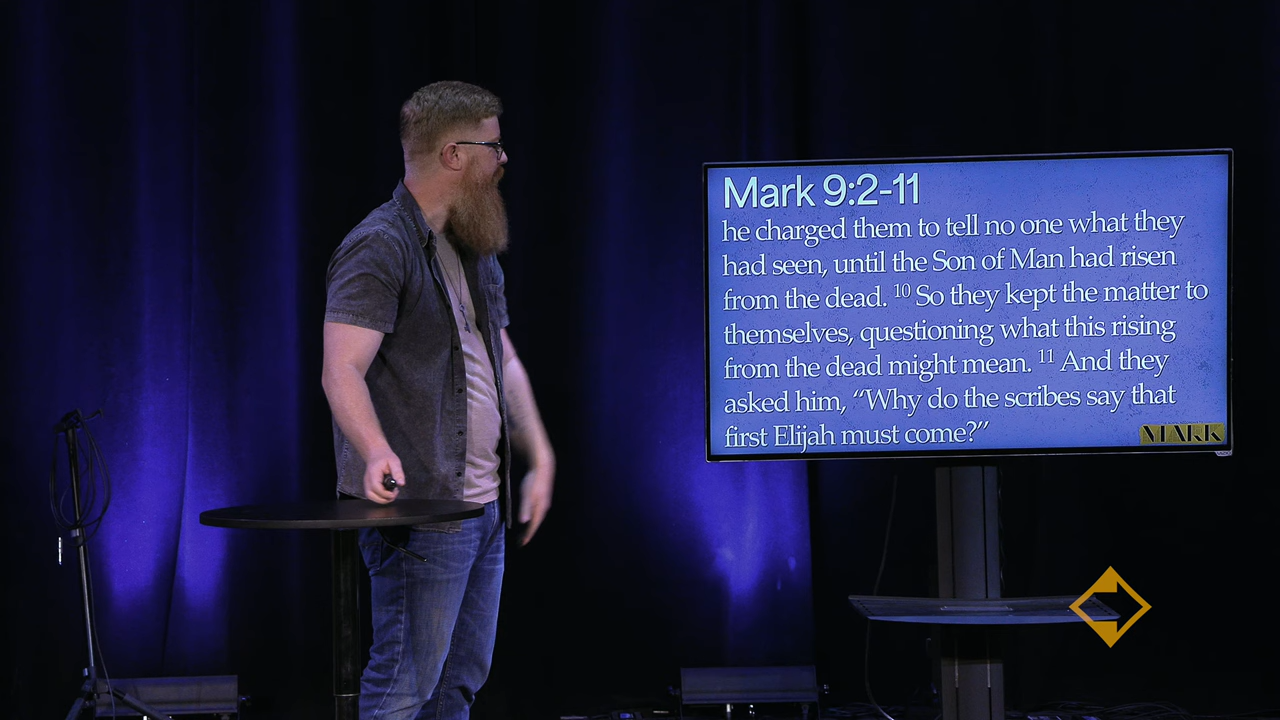 Mark 9:2-11
he charged them to tell no one what they
had seen, until the Son of Man had risen
from the dead. 10 So they kept the matter to
themselves, questioning what this rising
from the dead might mean. 11 And they
asked him, “Why do the scribes say that
first Elijah must come?”
MARK